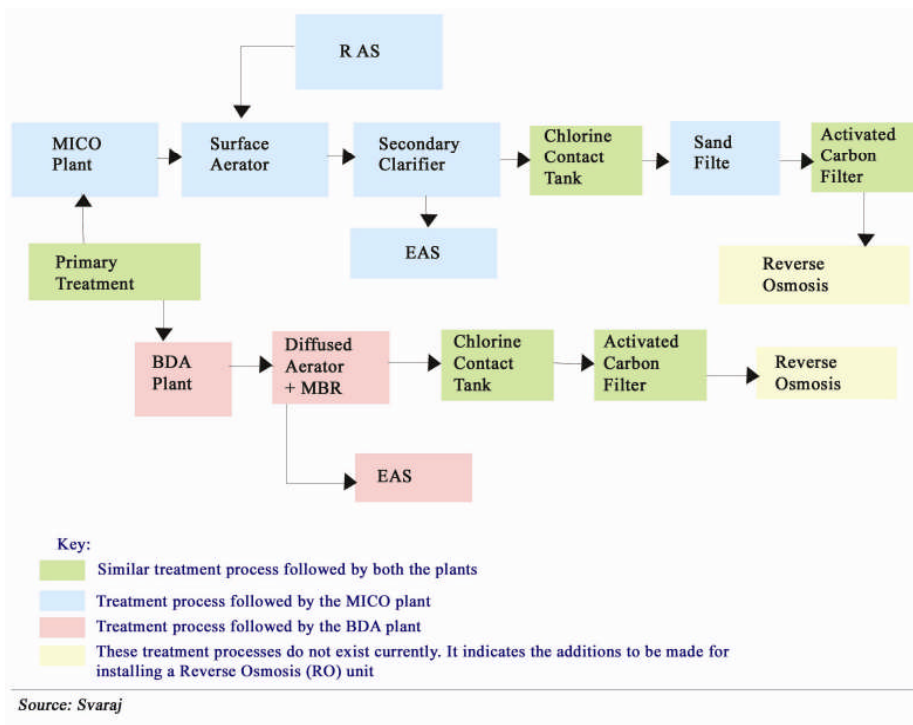 R AS
MICO
Plant
Surface
Aerator
Secondary
Clarifier
Chlorine
Contact
Tank
Sand
Filte
Activated
Carbon
Filter
EAS
Primary
Treatment
Reverse
Osmosis
BDA
Plant
Diffused
Aerator
+ MBR
Chlorine
Contact
Tank
Activated
Carbon
Filter
Reverse
Osmosis
EAS
Key:
Similar treatment process followed by both the plants
Treatment process followed by the MICO plant
Treatment process followed by the BDA plant
These treatment processes do not exist currently. It indicates the additions to be made for
installing a Reverse Osmosis (RO) unit
Source: Svaraj